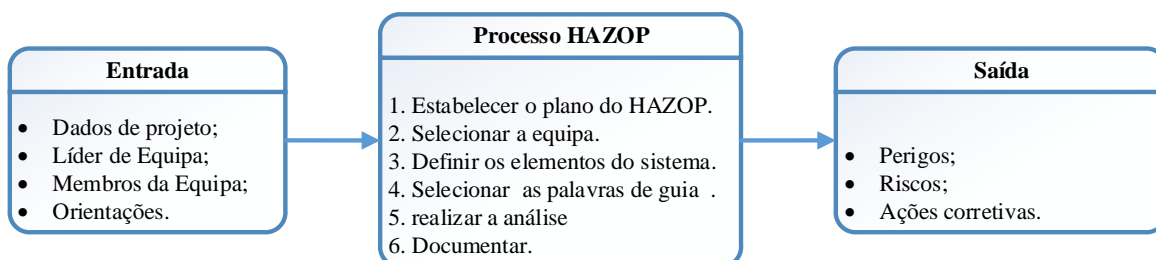 Entrada
• Dados de projeto;
• Líder de Equipa;
• Membros da Equipa;
• Orientações.
Processo HAZOP
1. Estabelecer o plano do HAZOP.
2. Selecionar a equipa.
3. Definir os elementos do sistema.
4. Selecionar  as palavras de guia  .
5. realizar a análise
6. Documentar.
Saída
• Perigos;
• Riscos;
• Ações corretivas.